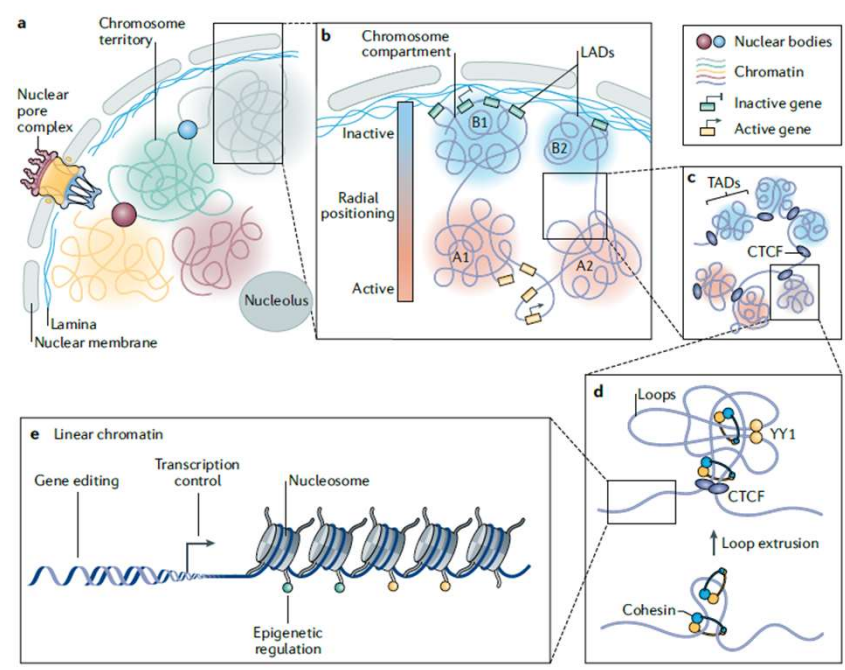 a
Chromosome
territory
Nuclear
pore
complex
Nucleolus
Lamina
Nuclear membrane
b
Chromosome
compartment
LADs
Inactive
B1
B2
Radial
positioning
A1
A2
Active
Nuclear bodies
Chromatin
Inactive gene
Active gene
c
TADs
CTCF
d
Loops
YY1
CTCF
Loop extrusion
Cohesin
e Linear chromatin
Gene editing
Transcription
control
Nucleosome
Epigenetic
regulation